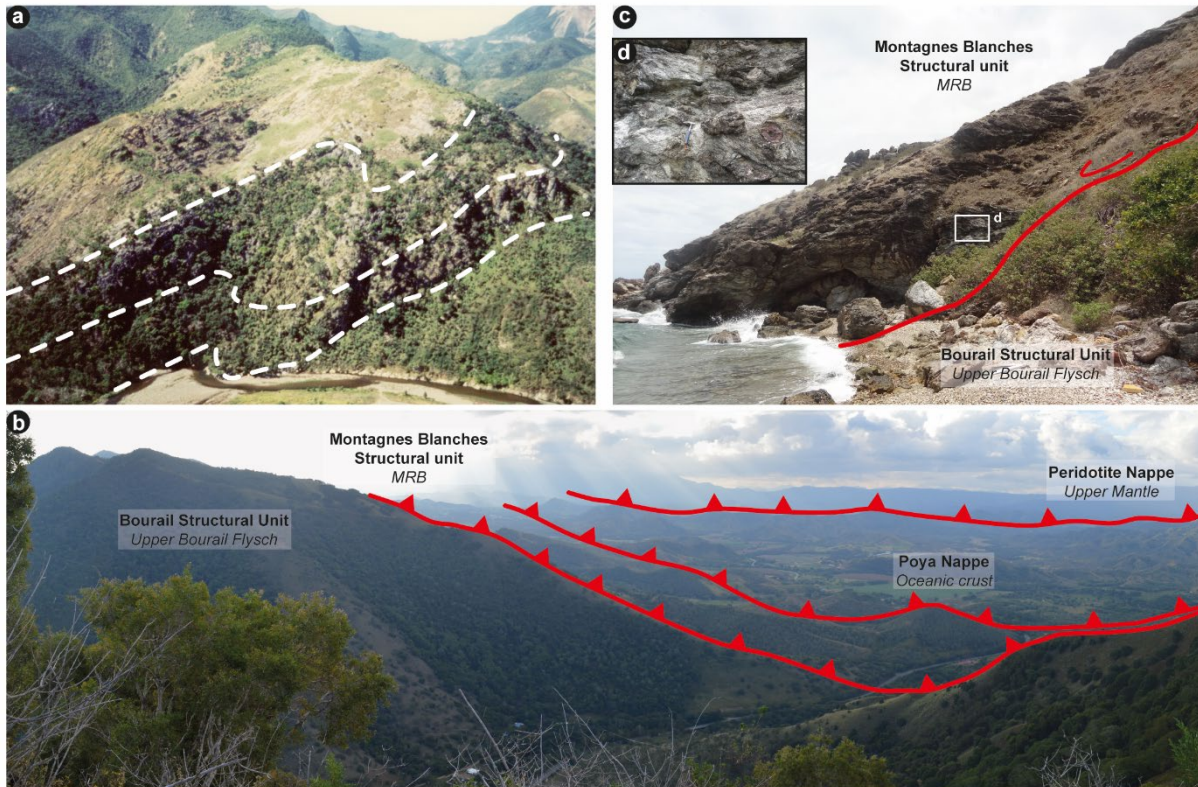 a
c
d
Montagnes Blanches
Structural unit
MRB
d
Bourail Structural Unit
Upper Bourail Flysch
b
Montagnes Blanches
Structural unit
MRB
Bourail Structural Unit
Upper Bourail Flysch
Peridotite Nappe
Upper Mantle
Poya Nappe
Oceanic crust